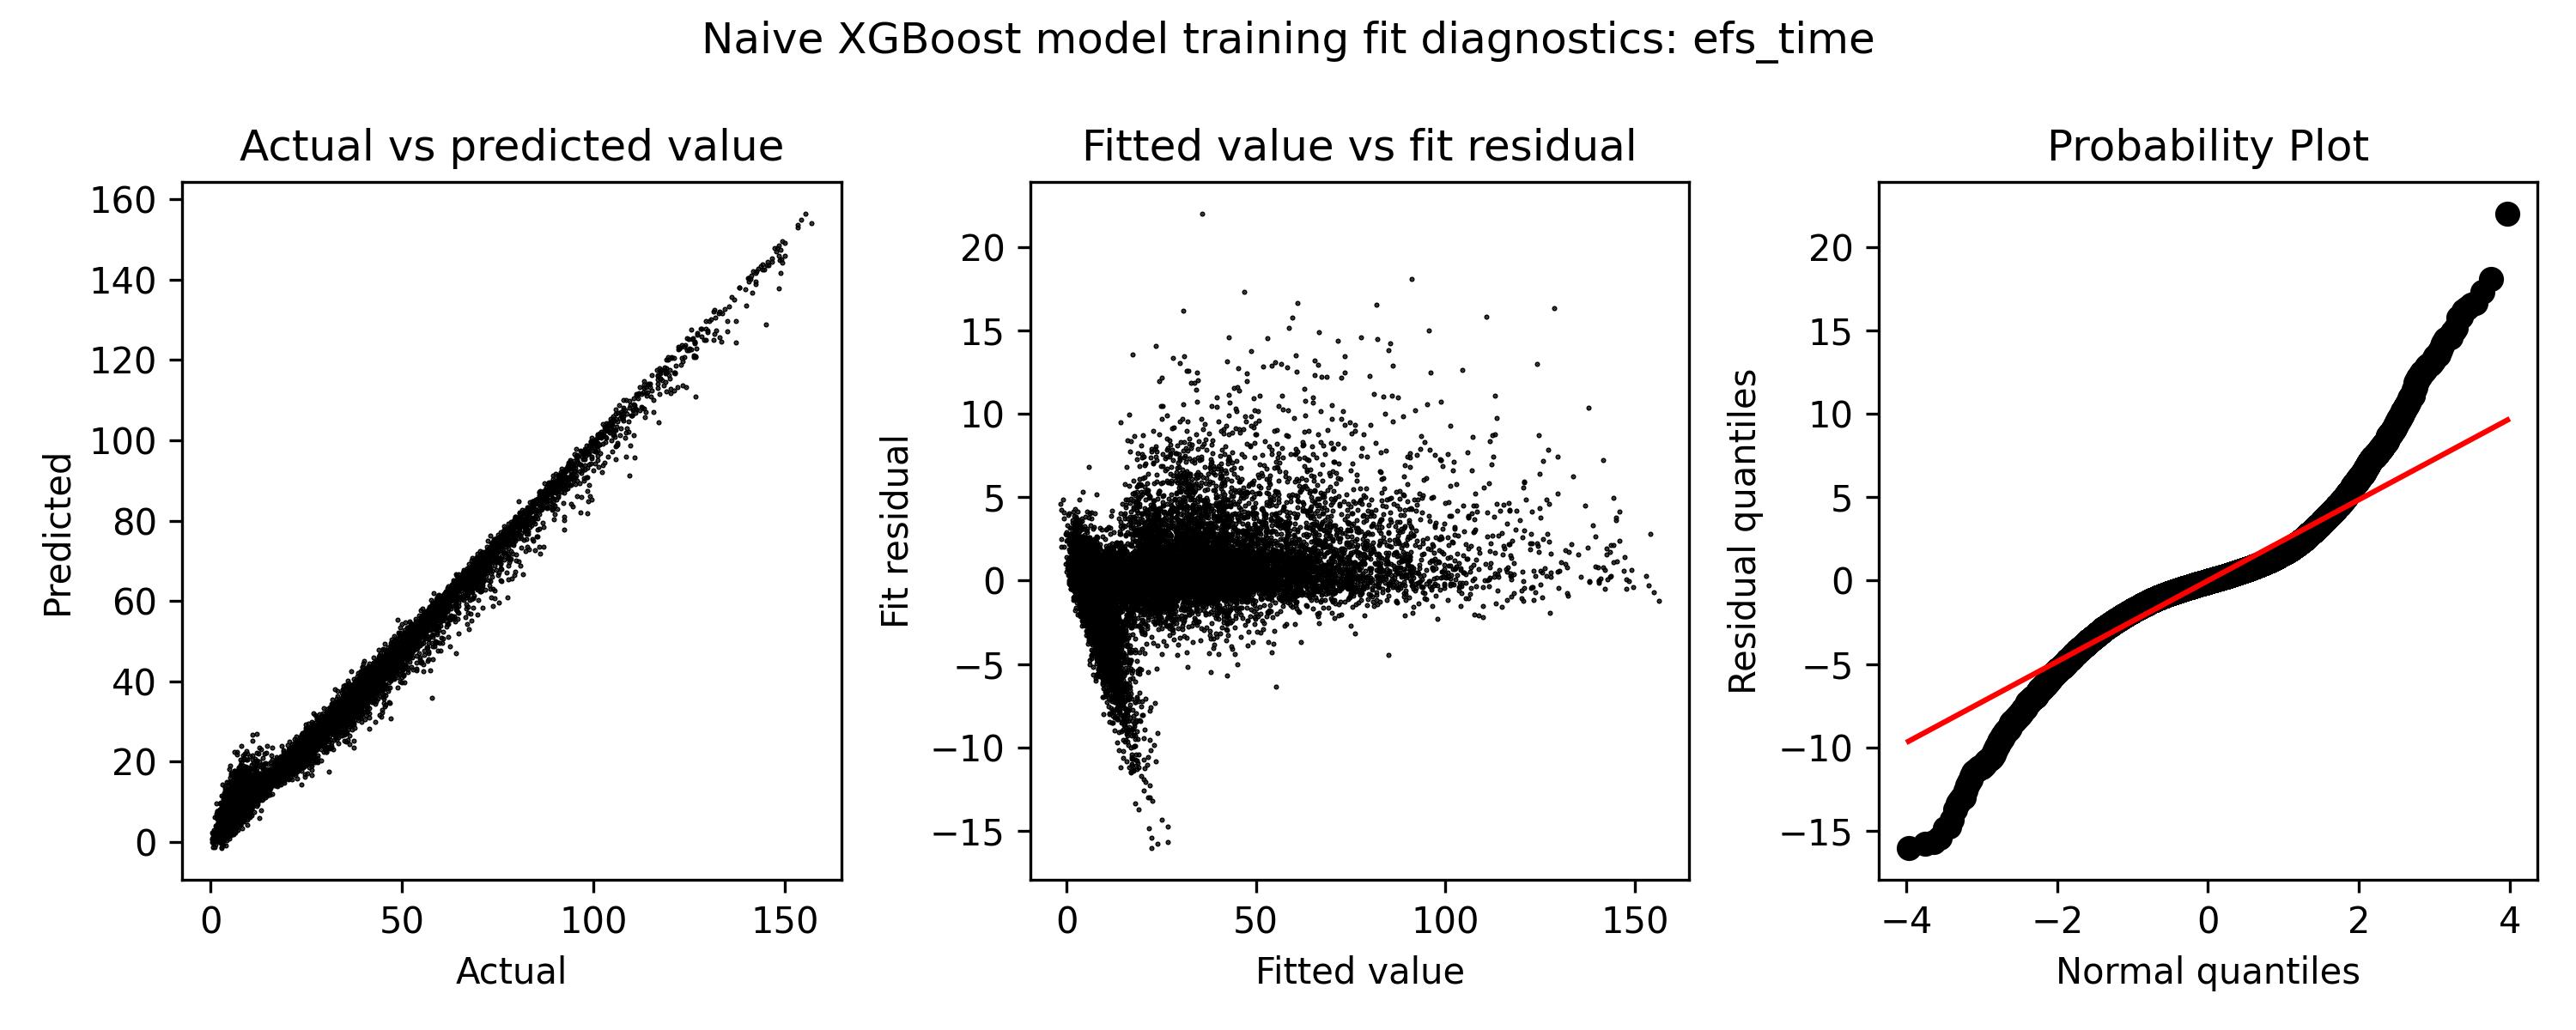 Naive XGBoost model training fit diagnostics: efs_time
Actual vs predicted value
160
140
120
100
80
60
40
20
0
Predicted
0 50 100 150
Actual
Fitted value vs fit residual
20
15
10
5
0
−5
−10
−15
Fit residual
0 50 100 150
Fitted value
Probability Plot
20
15
10
5
0
−5
−10
−15
Residual quantiles
−4 −2 0 2 4
Normal quantiles